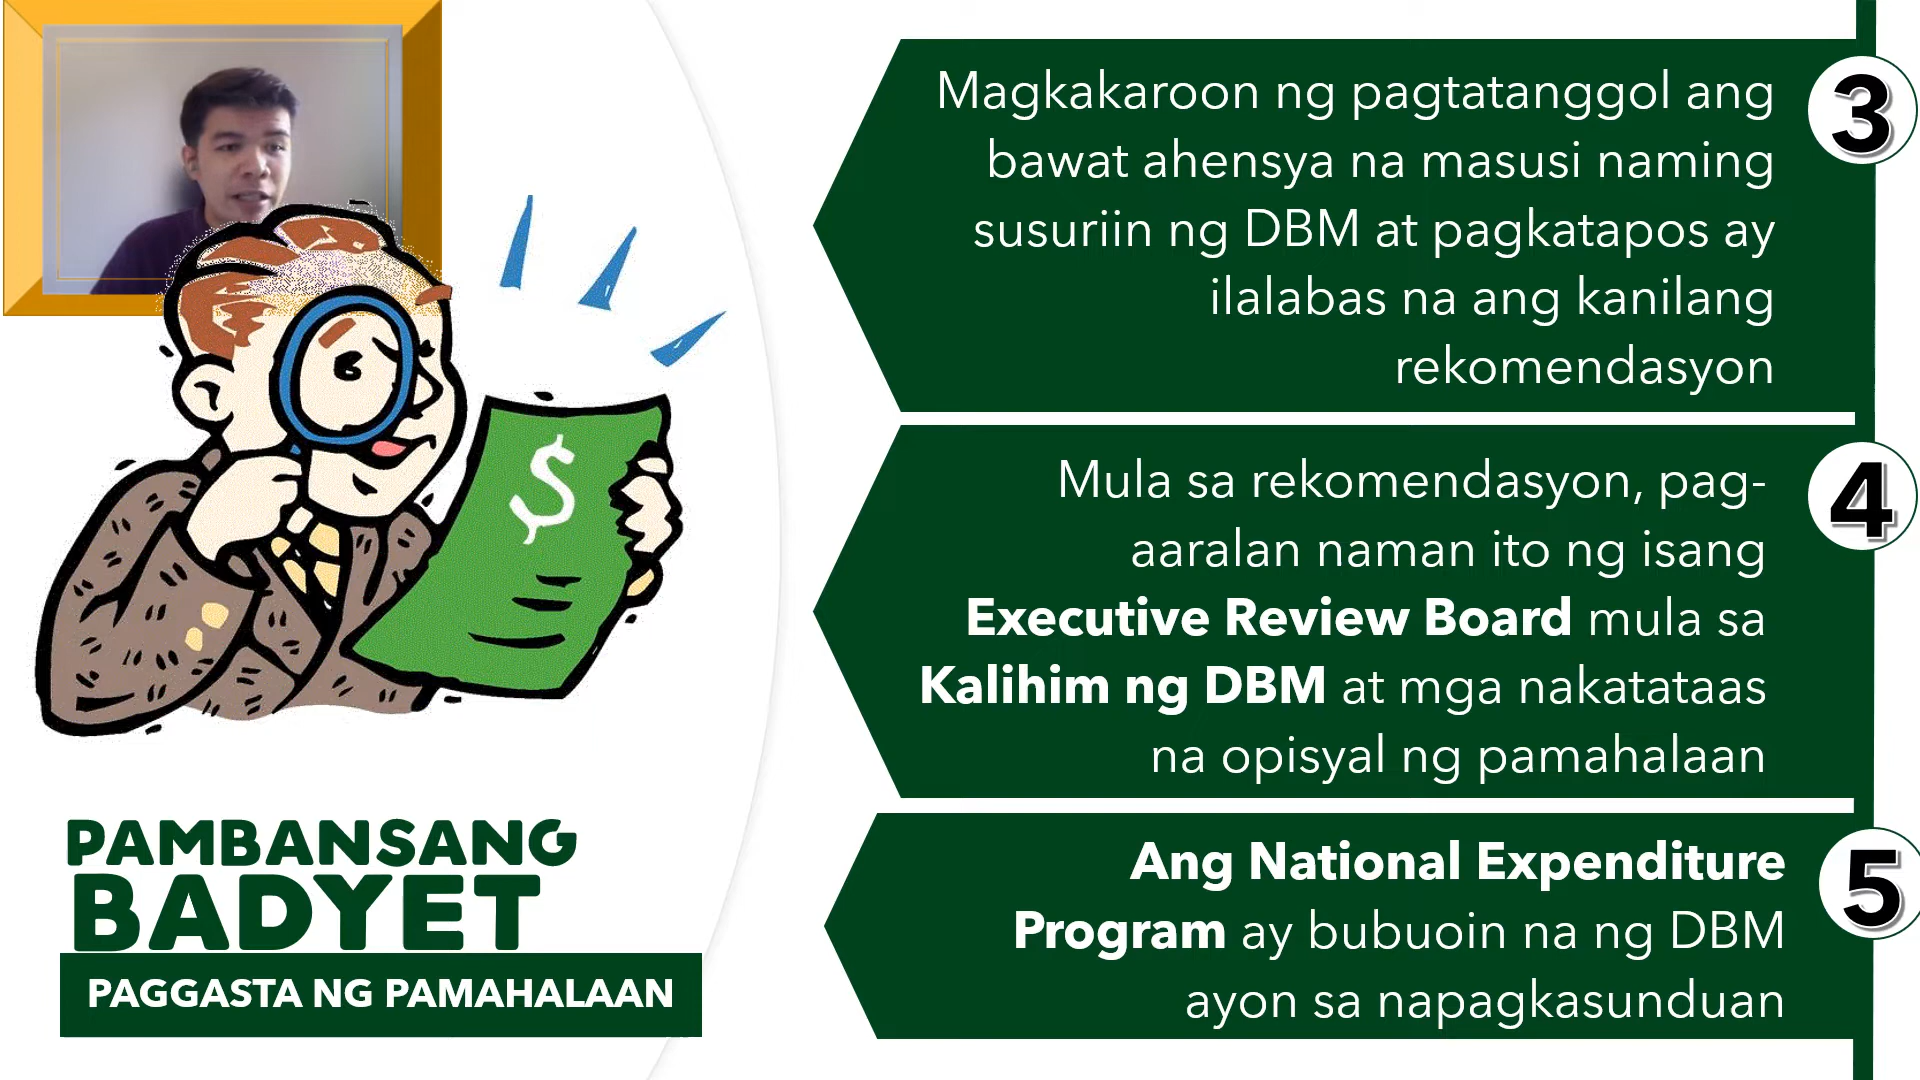 3
Magkakaroon ng pagtatanggol ang
bawat ahensya na masusi naming
susuriin ng DBM at pagkatapos ay
ilalabas na ang kanilang
rekomendasyon
4
Mula sa rekomendasyon, pag-
aaralan naman ito ng isang
Executive Review Board mula sa
Kalihim ng DBM at mga nakatataas
na opisyal ng pamahalaan
5
Ang National Expenditure
Program ay bubuoin na ng DBM
ayon sa napagkasunduan
$
PAMBANSANG
BADYET
PAGGASTA NG PAMAHALAAN